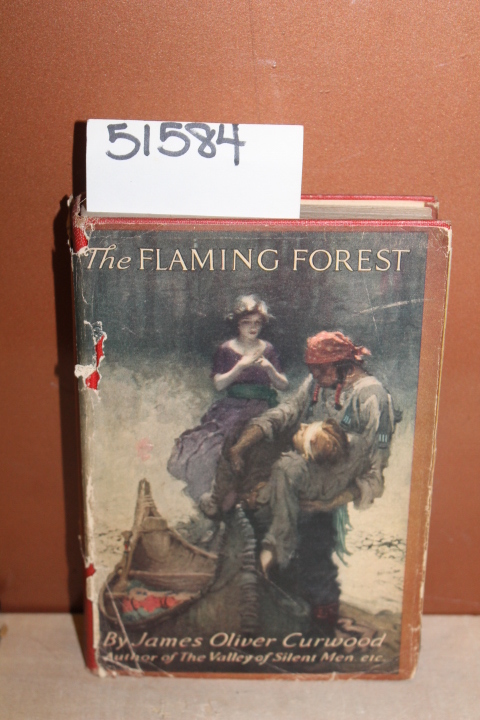 51584
The FLAMING FOREST
By James Oliver Curwood
Author of The Valley of Silent Men. etc.